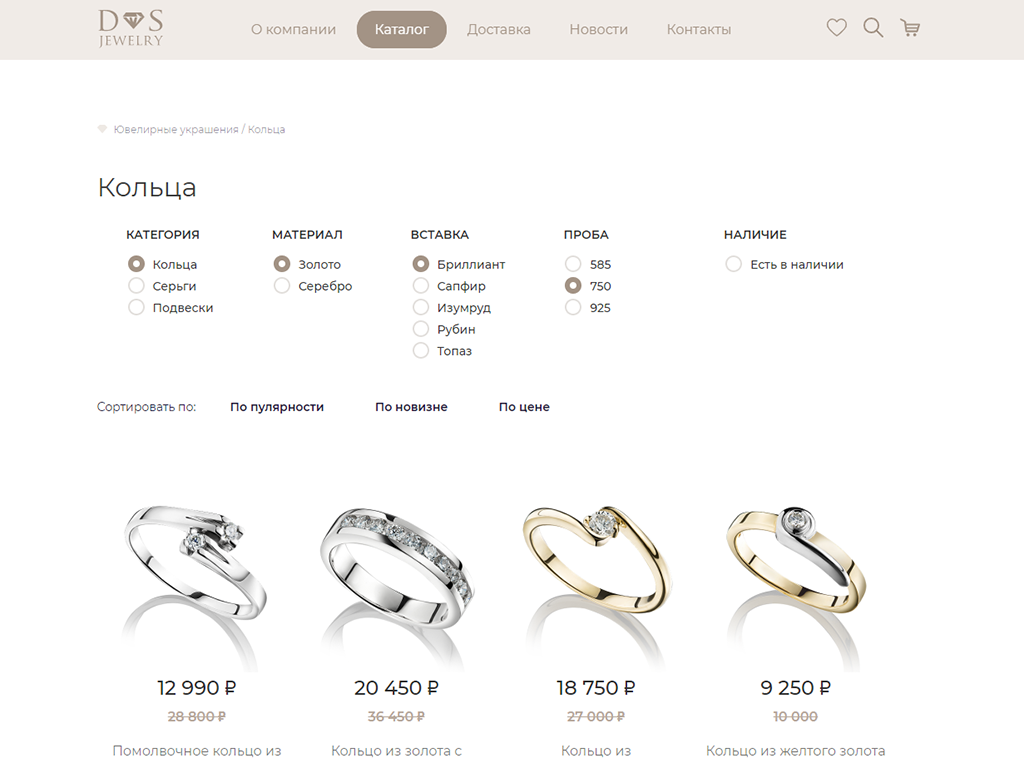 D S
JEWELRY
О компании Каталог Доставка Новости Контакты
Ювелирные украшения / Кольца
Кольца
КАТЕГОРИЯ МАТЕРИАЛ ВСТАВКА ПРОБА НАЛИЧИЕ
Кольца Золото Бриллиант 585 Есть в наличии
Серьги Серебро Сапфир 750
Подвески Изумруд 925
Рубин
Топаз
Сортировать по: По пулярности По новизне По цене
12 990 ₽ 20 450 ₽ 18 750 ₽ 9 250 ₽
28 800 ₽ 36 450 ₽ 27 000 ₽ 10 000
Помолвочное кольцо из Кольцо из золота с Кольцо из Кольцо из желтого золота